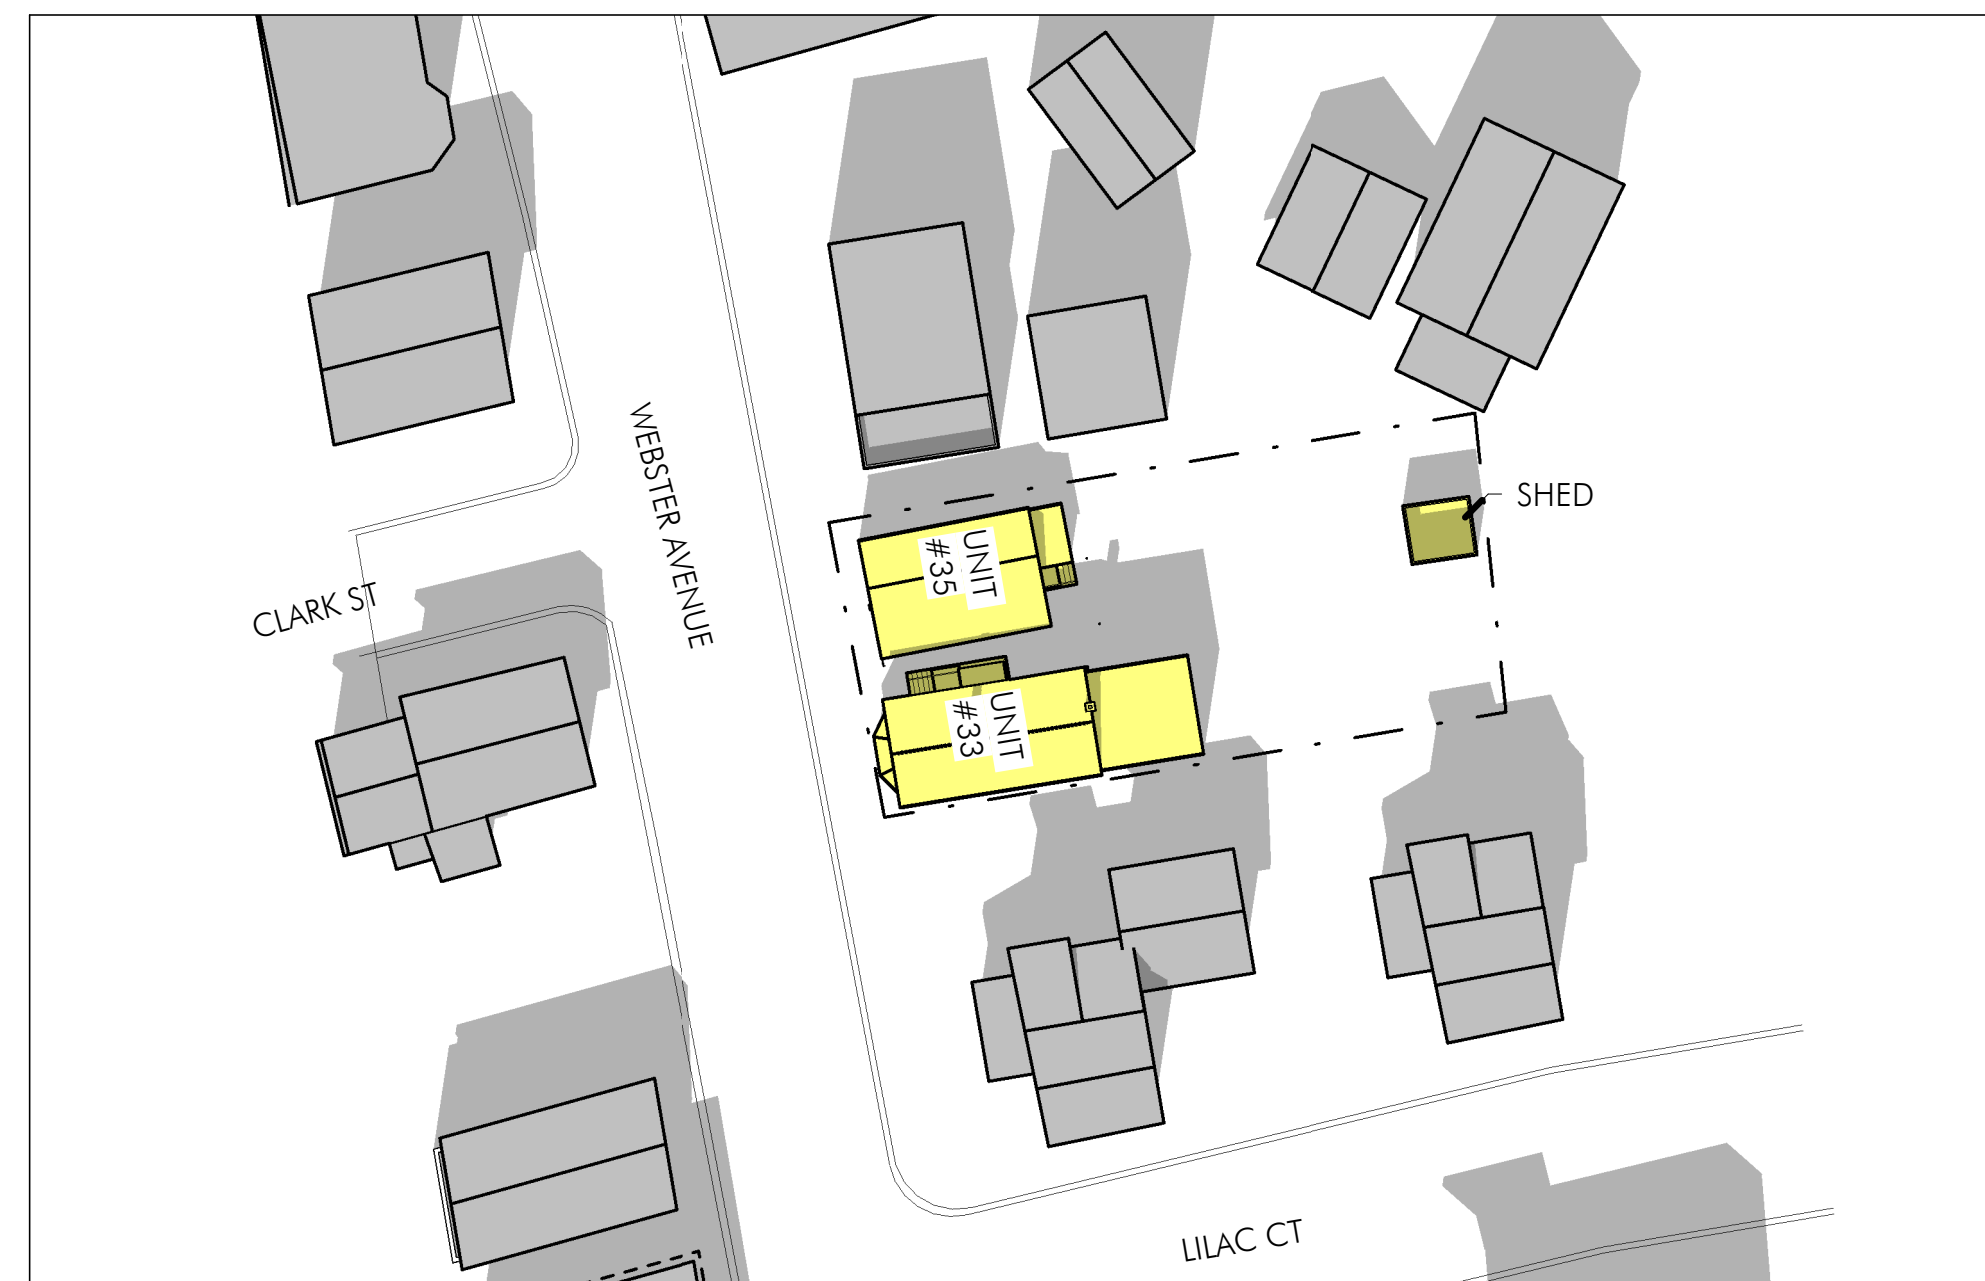 WEBSTER AVENUE
SHED
UNIT
#35
CLARK ST
UNIT
#33
LILAC CT